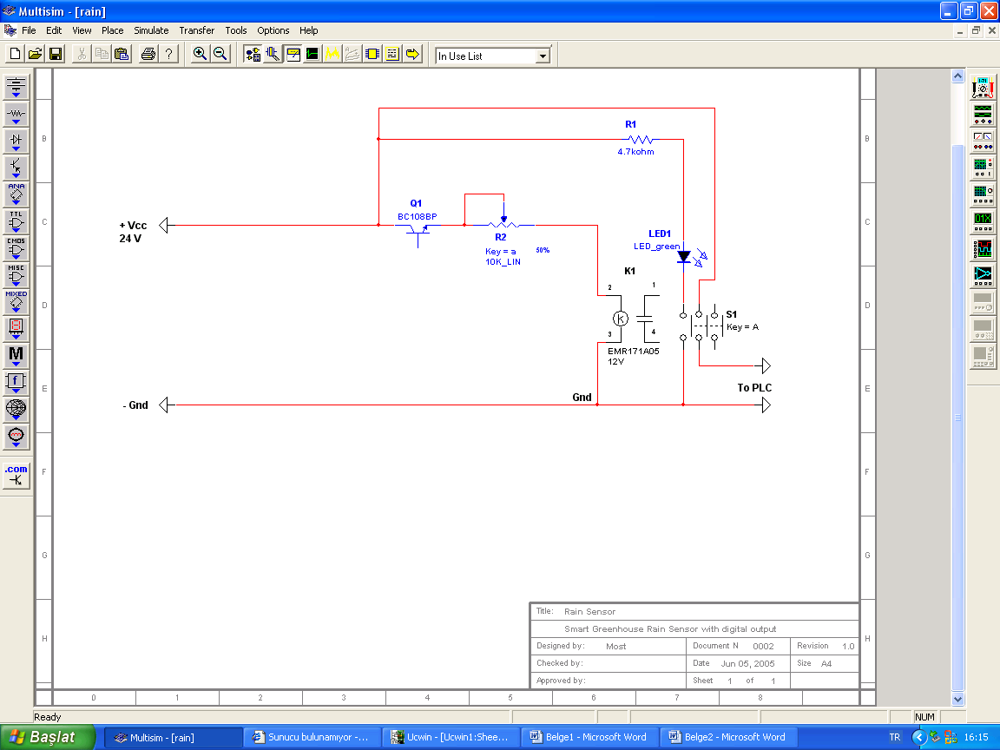 Multisim - [rain]
File Edit View Place Simulate Transfer Tools Options Help
In Use List
ANA
TTL
CMOS
MISC
MIXED
M
f
.com
B
C
D
E
F
G
H
B
C
D
E
F
G
H
R1
4.7kohm
Q1
BC108BP
+ Vcc
24 V
R2
Key = a
10K_LIN
50%
LED1
LED_green
K1
2
1
K
3
4
EMR171A05
12V
S1
Key = A
To PLC
- Gnd
Gnd
Title: Rain Sensor
Smart Greenhouse Rain Sensor with digital output
Designed by: Most
Document N 0002
Revision 1.0
Checked by:
Date Jun 05, 2005
Size A4
Approved by:
Sheet 1 of 1
0 1 2 3 4 5 6 7 8
Ready
NUM
Başlat
Multisim - [rain]
Sunucu bulunamıyor -...
Ucwin - [Ucwin1:Shee...
Belge1 - Microsoft Word
Belge2 - Microsoft Word
TR
16:15